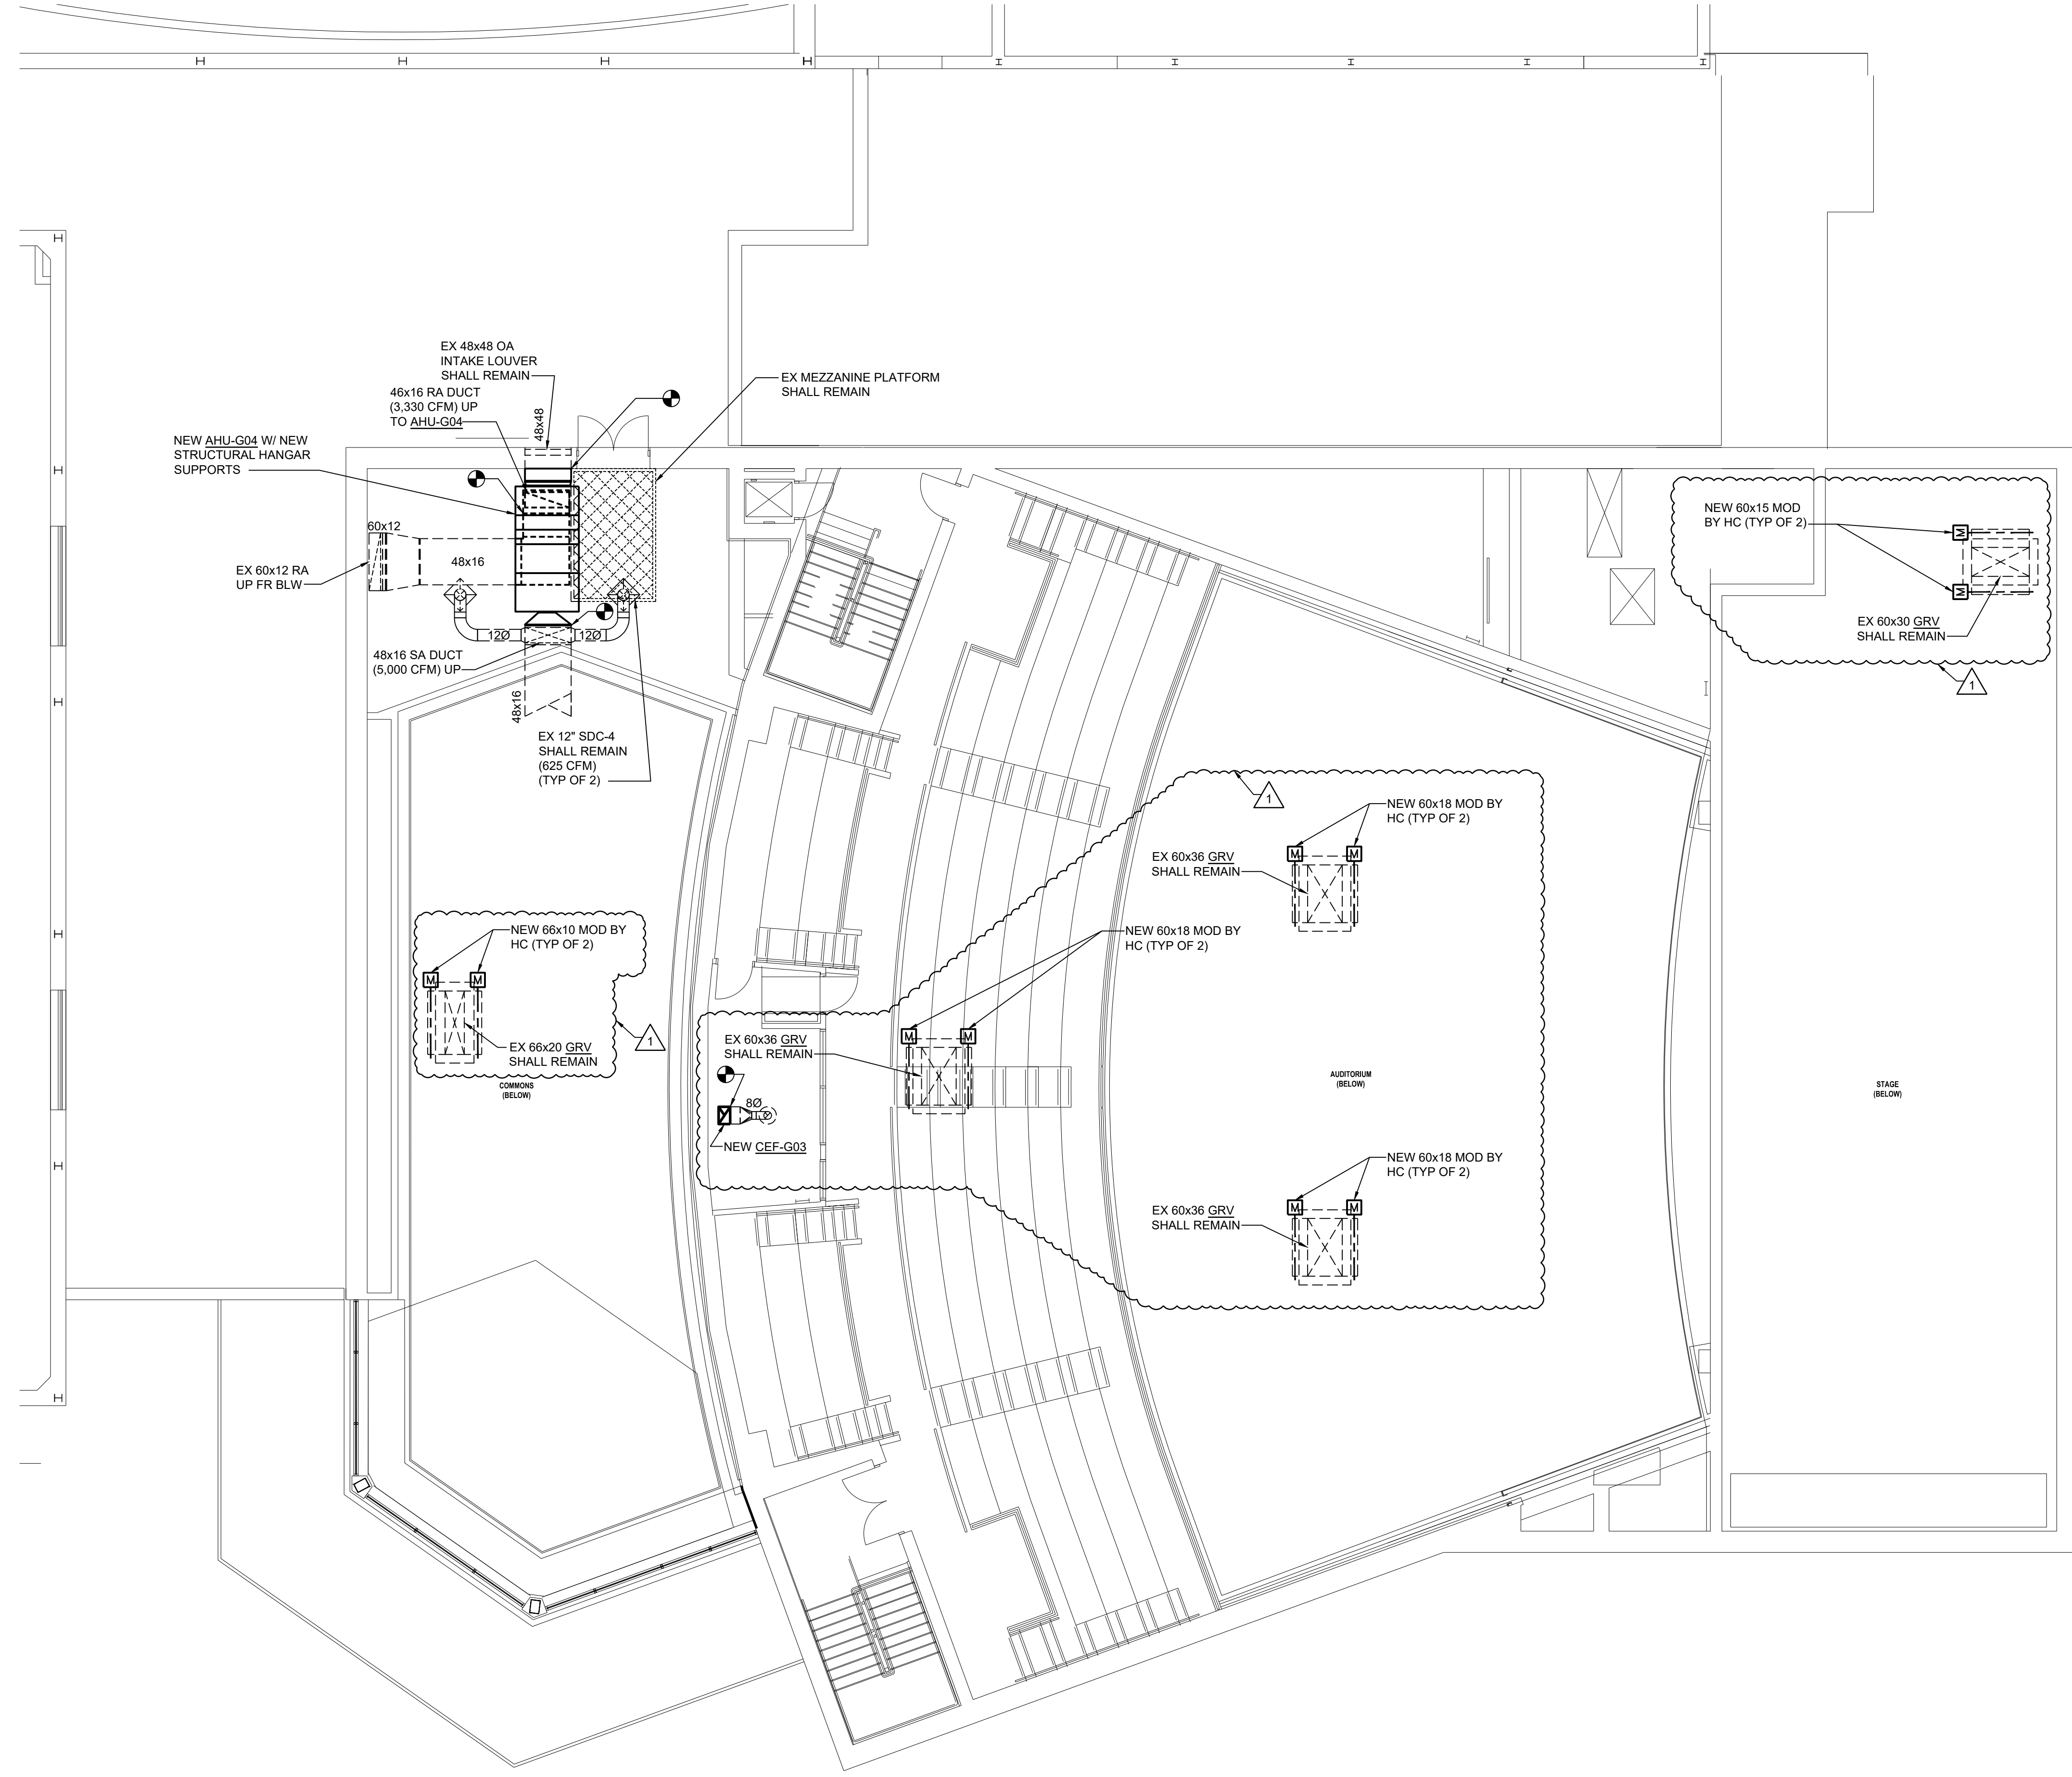 EX 48x48 OA
INTAKE LOUVER
SHALL REMAIN
46x16 RA DUCT
(3,330 CFM) UP
TO AHU-G04
48x48
EX MEZZANINE PLATFORM
SHALL REMAIN
NEW AHU-G04 W/ NEW
STRUCTURAL HANGAR
SUPPORTS
60x12
48x16
EX 60x12 RA
UP FR BLW
12Ø
12Ø
48x16 SA DUCT
(5,000 CFM) UP
48x16
EX 12" SDC-4
SHALL REMAIN
(625 CFM)
(TYP OF 2)
NEW 60x15 MOD
BY HC (TYP OF 2)
M
M
EX 60x30 GRV
SHALL REMAIN
1
1
NEW 60x18 MOD BY
HC (TYP OF 2)
M
M
EX 60x36 GRV
SHALL REMAIN
NEW 66x10 MOD BY
HC (TYP OF 2)
M
M
EX 66x20 GRV
SHALL REMAIN
1
COMMONS
(BELOW)
NEW 60x18 MOD BY
HC (TYP OF 2)
M
M
EX 60x36 GRV
SHALL REMAIN
8Ø
NEW CEF-G03
AUDITORIUM
(BELOW)
STAGE
(BELOW)
NEW 60x18 MOD BY
HC (TYP OF 2)
M
M
EX 60x36 GRV
SHALL REMAIN